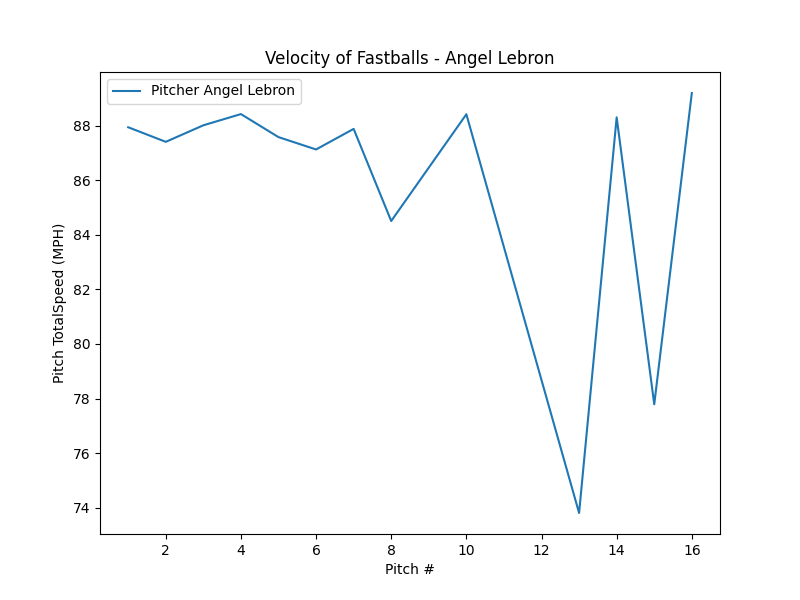 Velocity of Fastballs - Angel Lebron
Pitcher Angel Lebron
88
86
84
82
80
78
76
74
Pitch TotalSpeed (MPH)
2 4 6 8 10 12 14 16
Pitch #